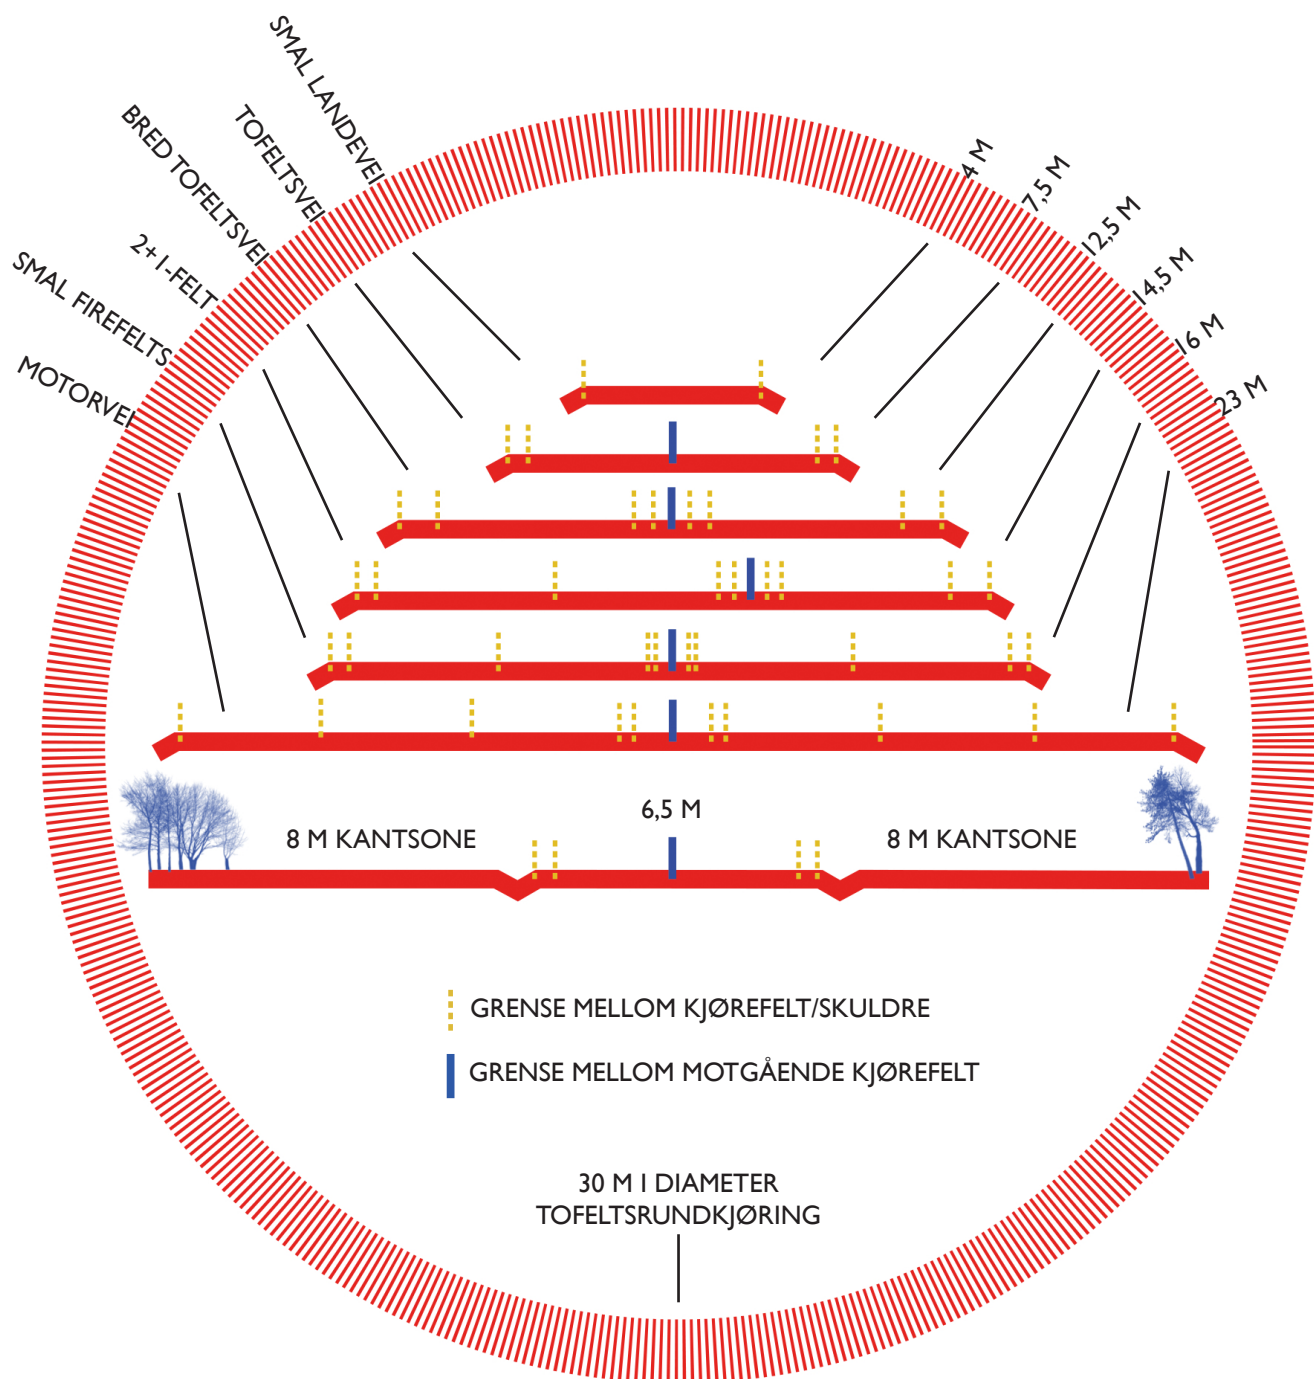 SMAL LANDEVEI
TOFELTSVEI
BRED TOFELTSVEI
2+1-FELT
SMAL FIREFELTS
MOTORVEI
4 M
7,5 M
12,5 M
14,5 M
16 M
23 M
6,5 M
8 M KANTSONE
8 M KANTSONE
GRENSE MELLOM KJØREFELT/SKULDRE
GRENSE MELLOM MOTGÅENDE KJØREFELT
30 M I DIAMETER
TOFELTSRUNDKJØRING